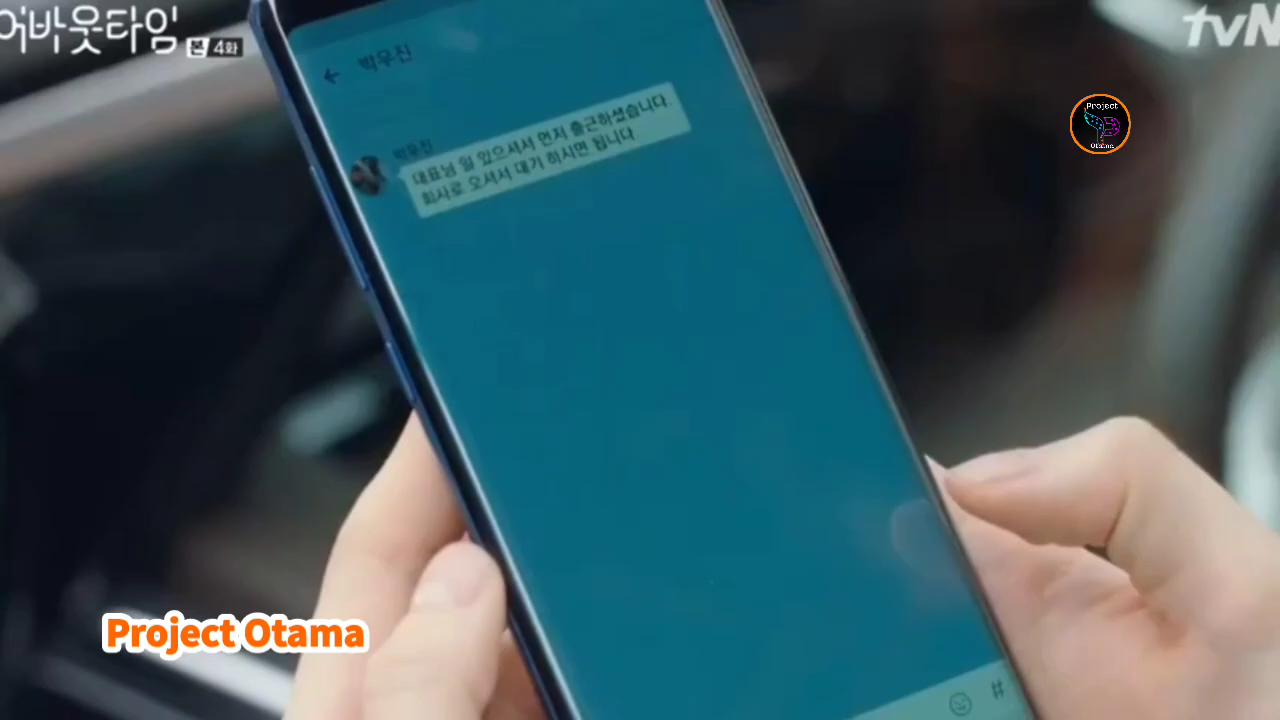 어바웃타임
본 4화
tvN
Project
Otama
박우진
박우진
대표님 일 있으셔서 먼저 출근하셨습니다.
회사로 오셔서 대기 하시면 됩니다
#
Project Otama